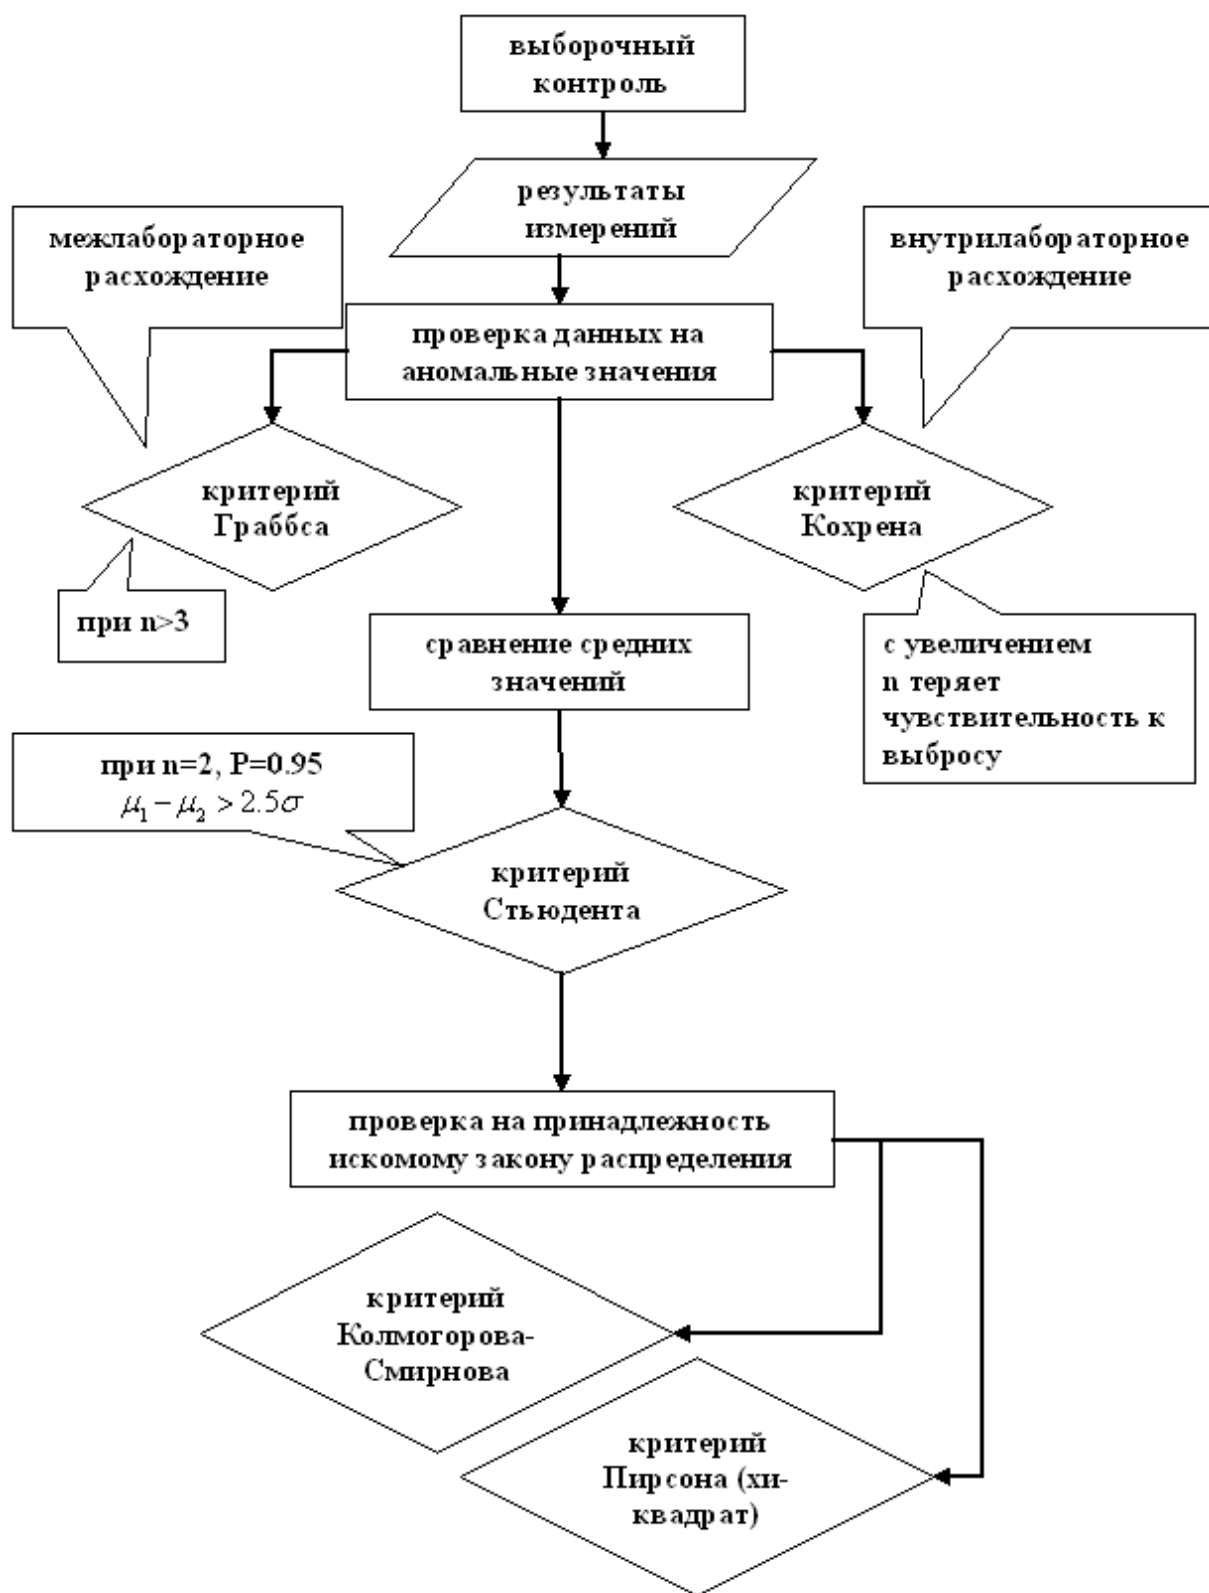 выборочный
контроль
результаты
измерений
межлабораторное
расхождение
внутрилабораторное
расхождение
проверка данных на
аномальные значения
критерий
Граббса
критерий
Кохрена
при n>3
сравнение средних
значений
с увеличением
n теряет
чувствительность к
выбросу
при n=2, P=0.95
μ₁ − μ₂ > 2.5σ
критерий
Стьюдента
проверка на принадлежность
искомому закону распределения
критерий
Колмогорова-
Смирнова
критерий
Пирсона (хи-
квадрат)